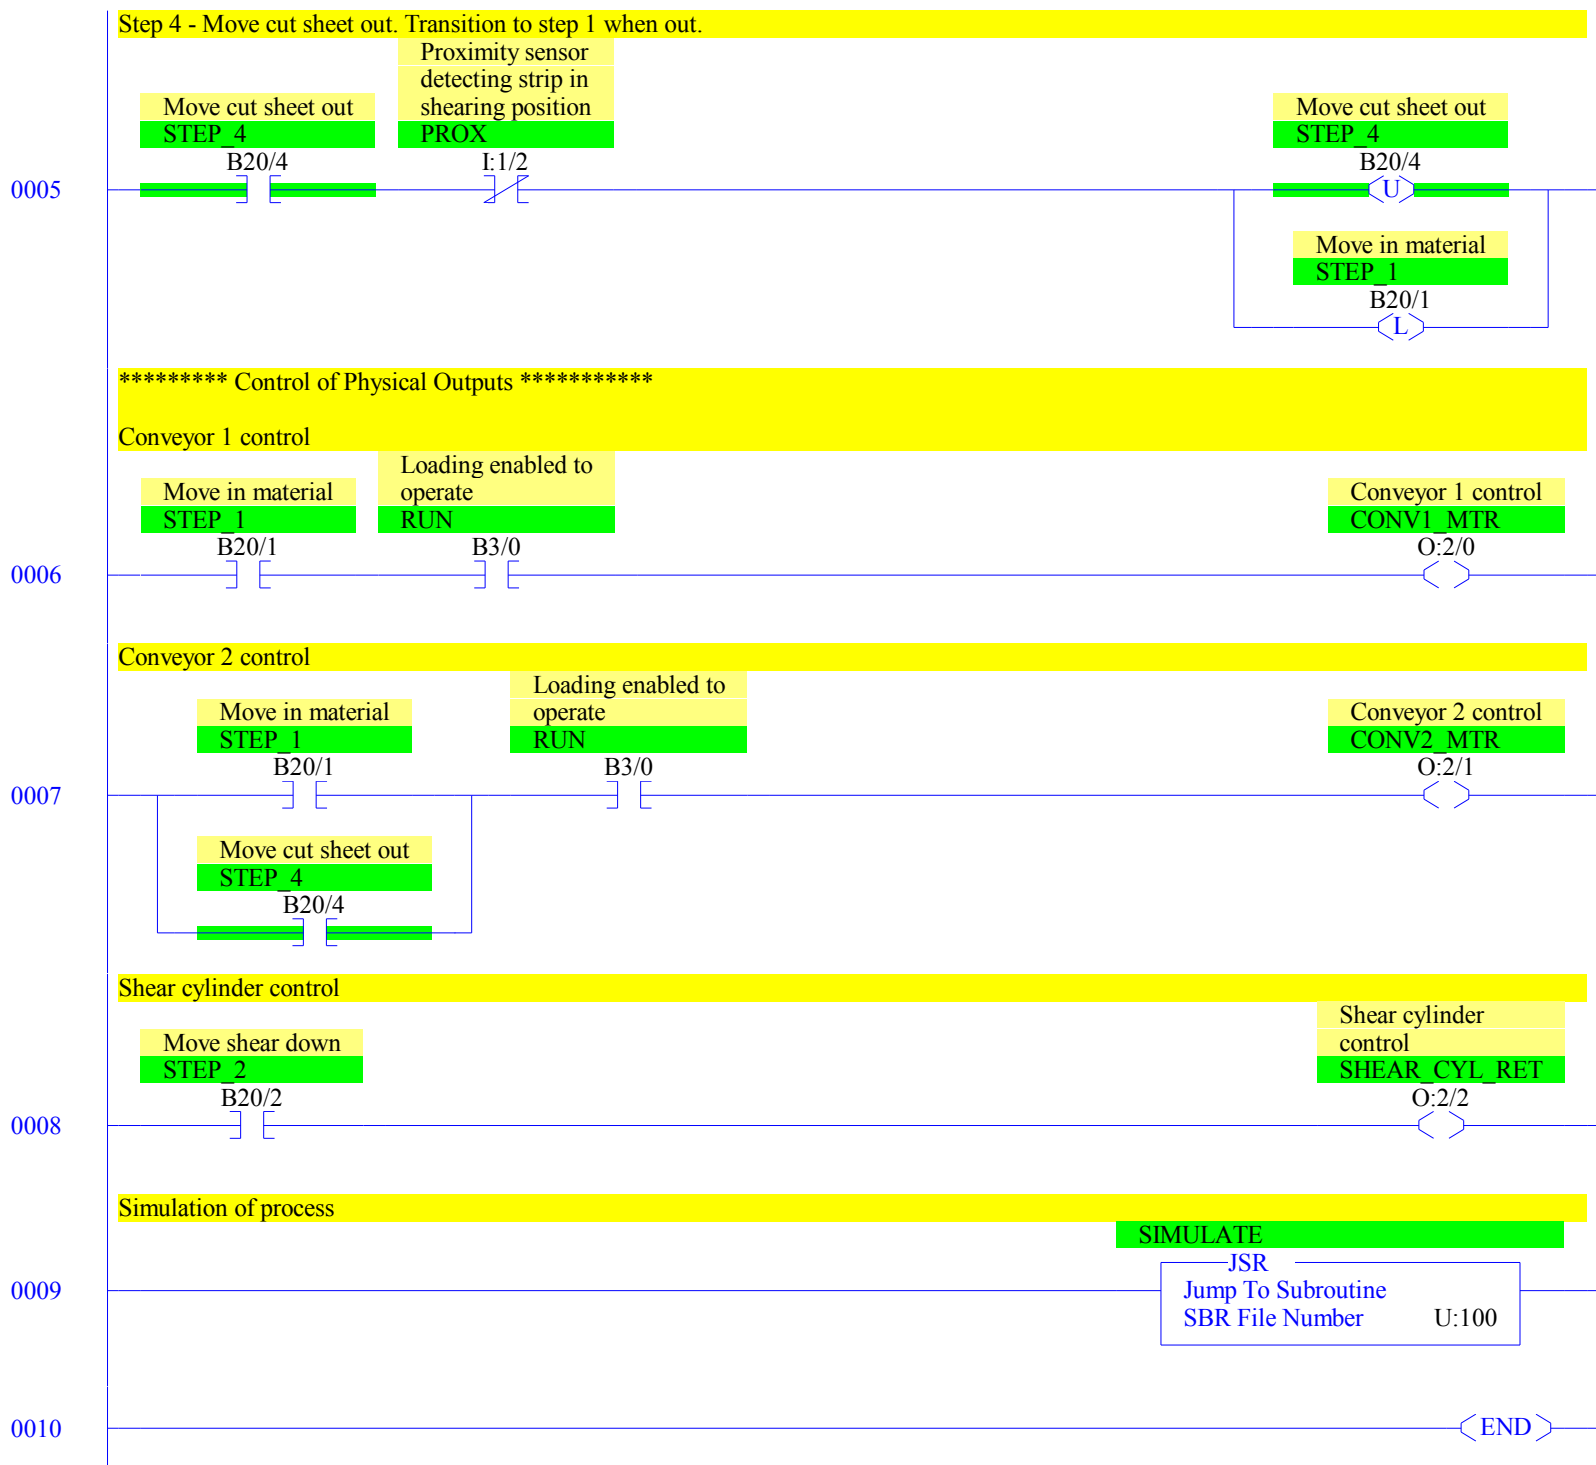 Step 4 - Move cut sheet out. Transition to step 1 when out.
Proximity sensor
detecting strip in
shearing position
PROX
I:1/2
Move cut sheet out
STEP_4
B20/4
Move cut sheet out
STEP_4
B20/4
U
0005
Move in material
STEP_1
B20/1
L
********* Control of Physical Outputs ***********
Conveyor 1 control
Move in material
STEP_1
B20/1
Loading enabled to
operate
RUN
B3/0
Conveyor 1 control
CONV1_MTR
O:2/0
0006
Conveyor 2 control
Move in material
STEP_1
B20/1
Loading enabled to
operate
RUN
B3/0
Conveyor 2 control
CONV2_MTR
O:2/1
0007
Move cut sheet out
STEP_4
B20/4
Shear cylinder control
Move shear down
STEP_2
B20/2
Shear cylinder
control
SHEAR_CYL_RET
O:2/2
0008
Simulation of process
SIMULATE
JSR
0009
Jump To Subroutine
SBR File Number U:100
0010
END